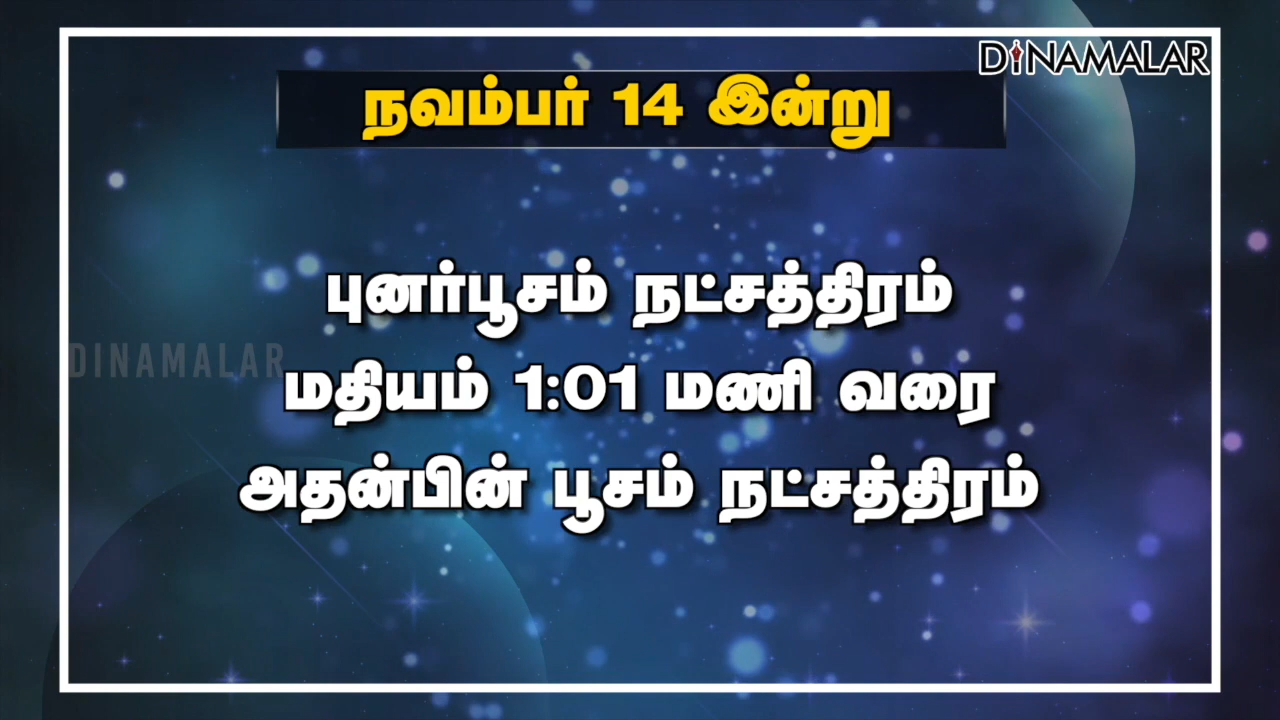 DINAMALAR
நவம்பர் 14 இன்று
புனர்பூசம் நட்சத்திரம்
DINAMALAR
மதியம் 1:01 மணி வரை
அதன்பின் பூசம் நட்சத்திரம்